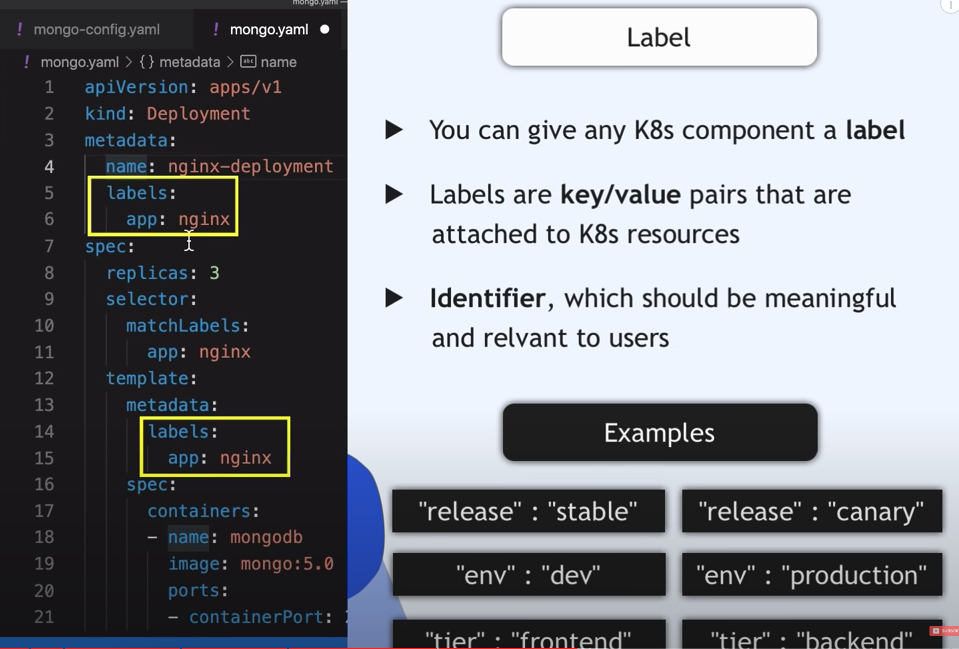 mongo.yaml —
! mongo-config.yaml
! mongo.yaml ●
! mongo.yaml > {} metadata > abc name
1 apiVersion: apps/v1
2 kind: Deployment
3 metadata:
4 name: nginx-deployment
5 labels:
6 app: nginx
7 spec:
8 replicas: 3
9 selector:
10 matchLabels:
11 app: nginx
12 template:
13 metadata:
14 labels:
15 app: nginx
16 spec:
17 containers:
18 - name: mongodb
19 image: mongo:5.0
20 ports:
21 - containerPort:
Label
► You can give any K8s component a label
► Labels are key/value pairs that are
attached to K8s resources
► Identifier, which should be meaningful
and relvant to users
Examples
"release" : "stable"
"release" : "canary"
"env" : "dev"
"env" : "production"
"tier" : "frontend"
"tier" : "backend"